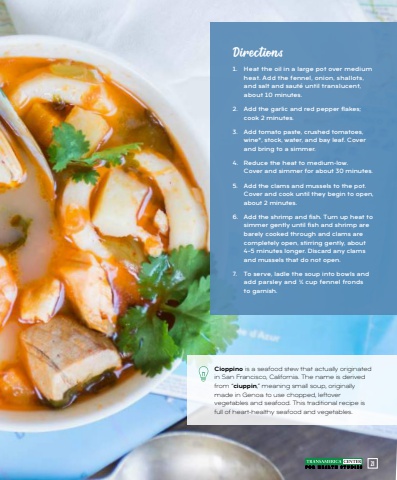 Directions
1. Heat the oil in a large pot over medium
heat. Add the fennel, onion, shallots,
and salt and sauté until translucent,
about 10 minutes.
2. Add the garlic and red pepper flakes;
cook 2 minutes.
3. Add tomato paste, crushed tomatoes,
wine*, stock, water, and bay leaf. Cover
and bring to a simmer.
4. Reduce the heat to medium-low.
Cover and simmer for about 30 minutes.
5. Add the clams and mussels to the pot.
Cover and cook until they begin to open,
about 2 minutes.
6. Add the shrimp and fish. Turn up heat to
simmer gently until fish and shrimp are
barely cooked through and clams are
completely open, stirring gently, about
4-5 minutes longer. Discard any clams
and mussels that do not open.
7. To serve, ladle the soup into bowls and
add parsley and ½ cup fennel fronds
to garnish.
e d'Azur
Cioppino is a seafood stew that actually originated
in San Francisco, California. The name is derived
from "ciuppin," meaning small soup, originally
made in Genoa to use chopped, leftover
vegetables and seafood. This traditional recipe is
full of heart-healthy seafood and vegetables.
TRANSAMERICA CENTER
FOR HEALTH STUDIES